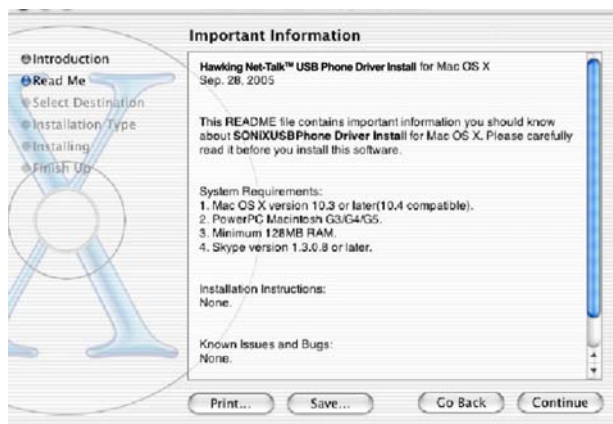 Important Information
Introduction
Read Me
Select Destination
Installation Type
Installing
Finish Up
Hawking Net-Talk™ USB Phone Driver Install for Mac OS X
Sep. 28, 2005
This README file contains important information you should know
about SONiXUSBPhone Driver Install for Mac OS X. Please carefully
read it before you install this software.
System Requirements:
1. Mac OS X version 10.3 or later(10.4 compatible).
2. PowerPC Macintosh G3/G4/G5.
3. Minimum 128MB RAM.
4. Skype version 1.3.0.8 or later.
Installation Instructions:
None.
Known Issues and Bugs:
None.
Print... Save... Go Back Continue